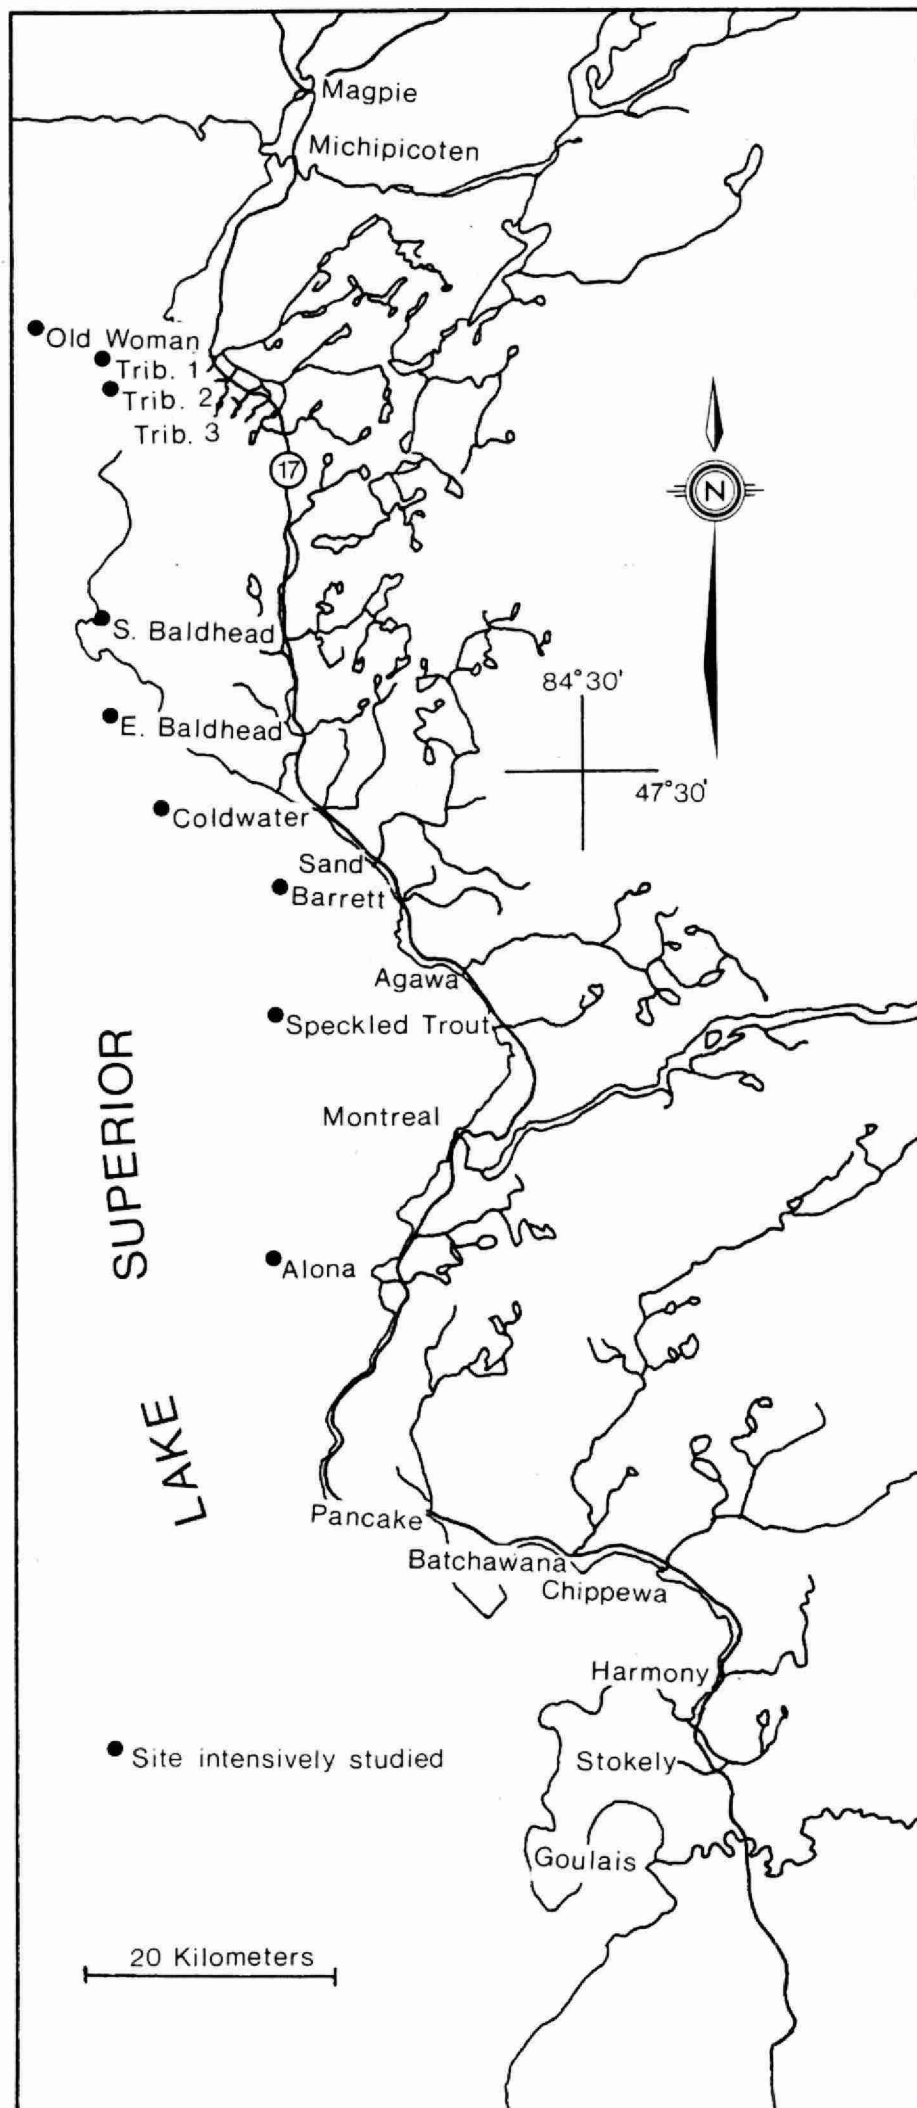 Magpie
Michipicoten
Old Woman
Trib. 1
Trib. 2
Trib. 3
17
N
S. Baldhead
84°30'
E. Baldhead
47°30'
Coldwater
Sand
Barrett
Agawa
Speckled Trout
Montreal
Alona
LAKE SUPERIOR
Pancake
Batchawana
Chippewa
Harmony
Site intensively studied
Stokely
Goulais
20 Kilometers